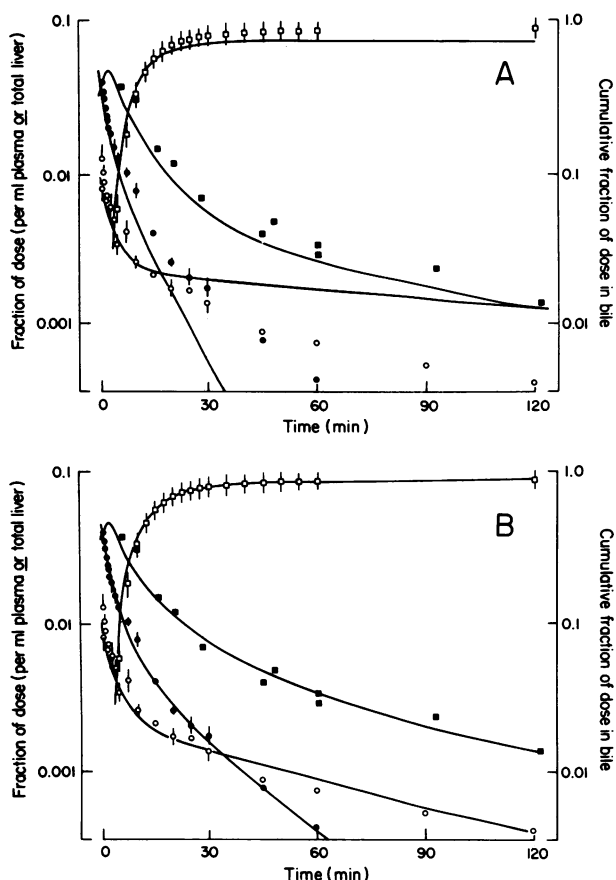 A
Fraction of dose (per ml plasma or total liver)
0.1
0.01
0.001
Cumulative fraction of dose in bile
1.0
0.1
0.01
0
30
60
90
120
Time (min)
B
Fraction of dose (per ml plasma or total liver)
0.1
0.01
0.001
Cumulative fraction of dose in bile
1.0
0.1
0.01
0
30
60
90
120
Time (min)